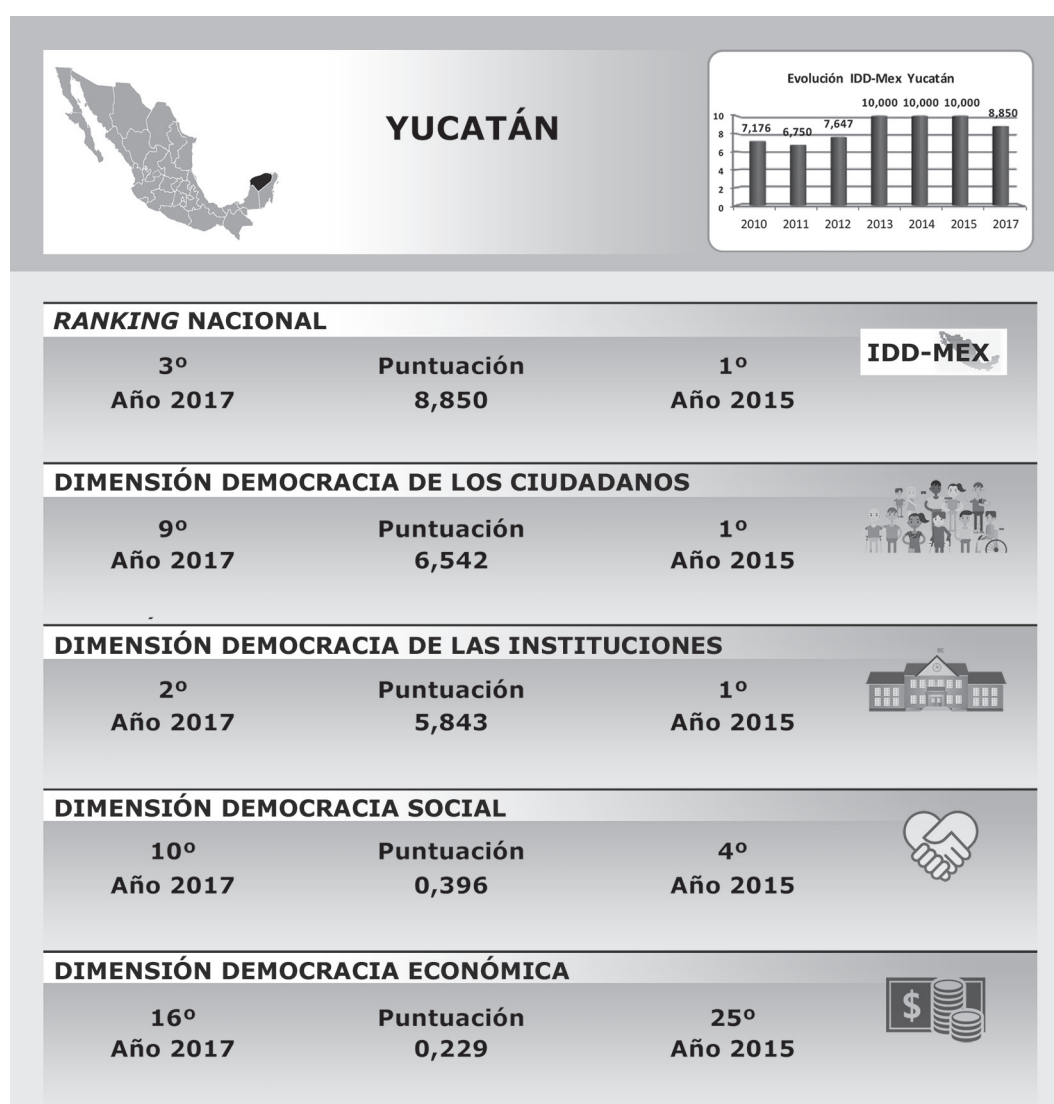 YUCATÁN
Evolución IDD-Mex Yucatán
10,000 10,000 10,000
8,850
7,176 6,750 7,647
10
8
6
4
2
0
2010 2011 2012 2013 2014 2015 2017
RANKING NACIONAL
IDD-MEX
3º Puntuación 1º
Año 2017 8,850 Año 2015
DIMENSIÓN DEMOCRACIA DE LOS CIUDADANOS
9º Puntuación 1º
Año 2017 6,542 Año 2015
DIMENSIÓN DEMOCRACIA DE LAS INSTITUCIONES
2º Puntuación 1º
Año 2017 5,843 Año 2015
DIMENSIÓN DEMOCRACIA SOCIAL
10º Puntuación 4º
Año 2017 0,396 Año 2015
DIMENSIÓN DEMOCRACIA ECONÓMICA
$
16º Puntuación 25º
Año 2017 0,229 Año 2015